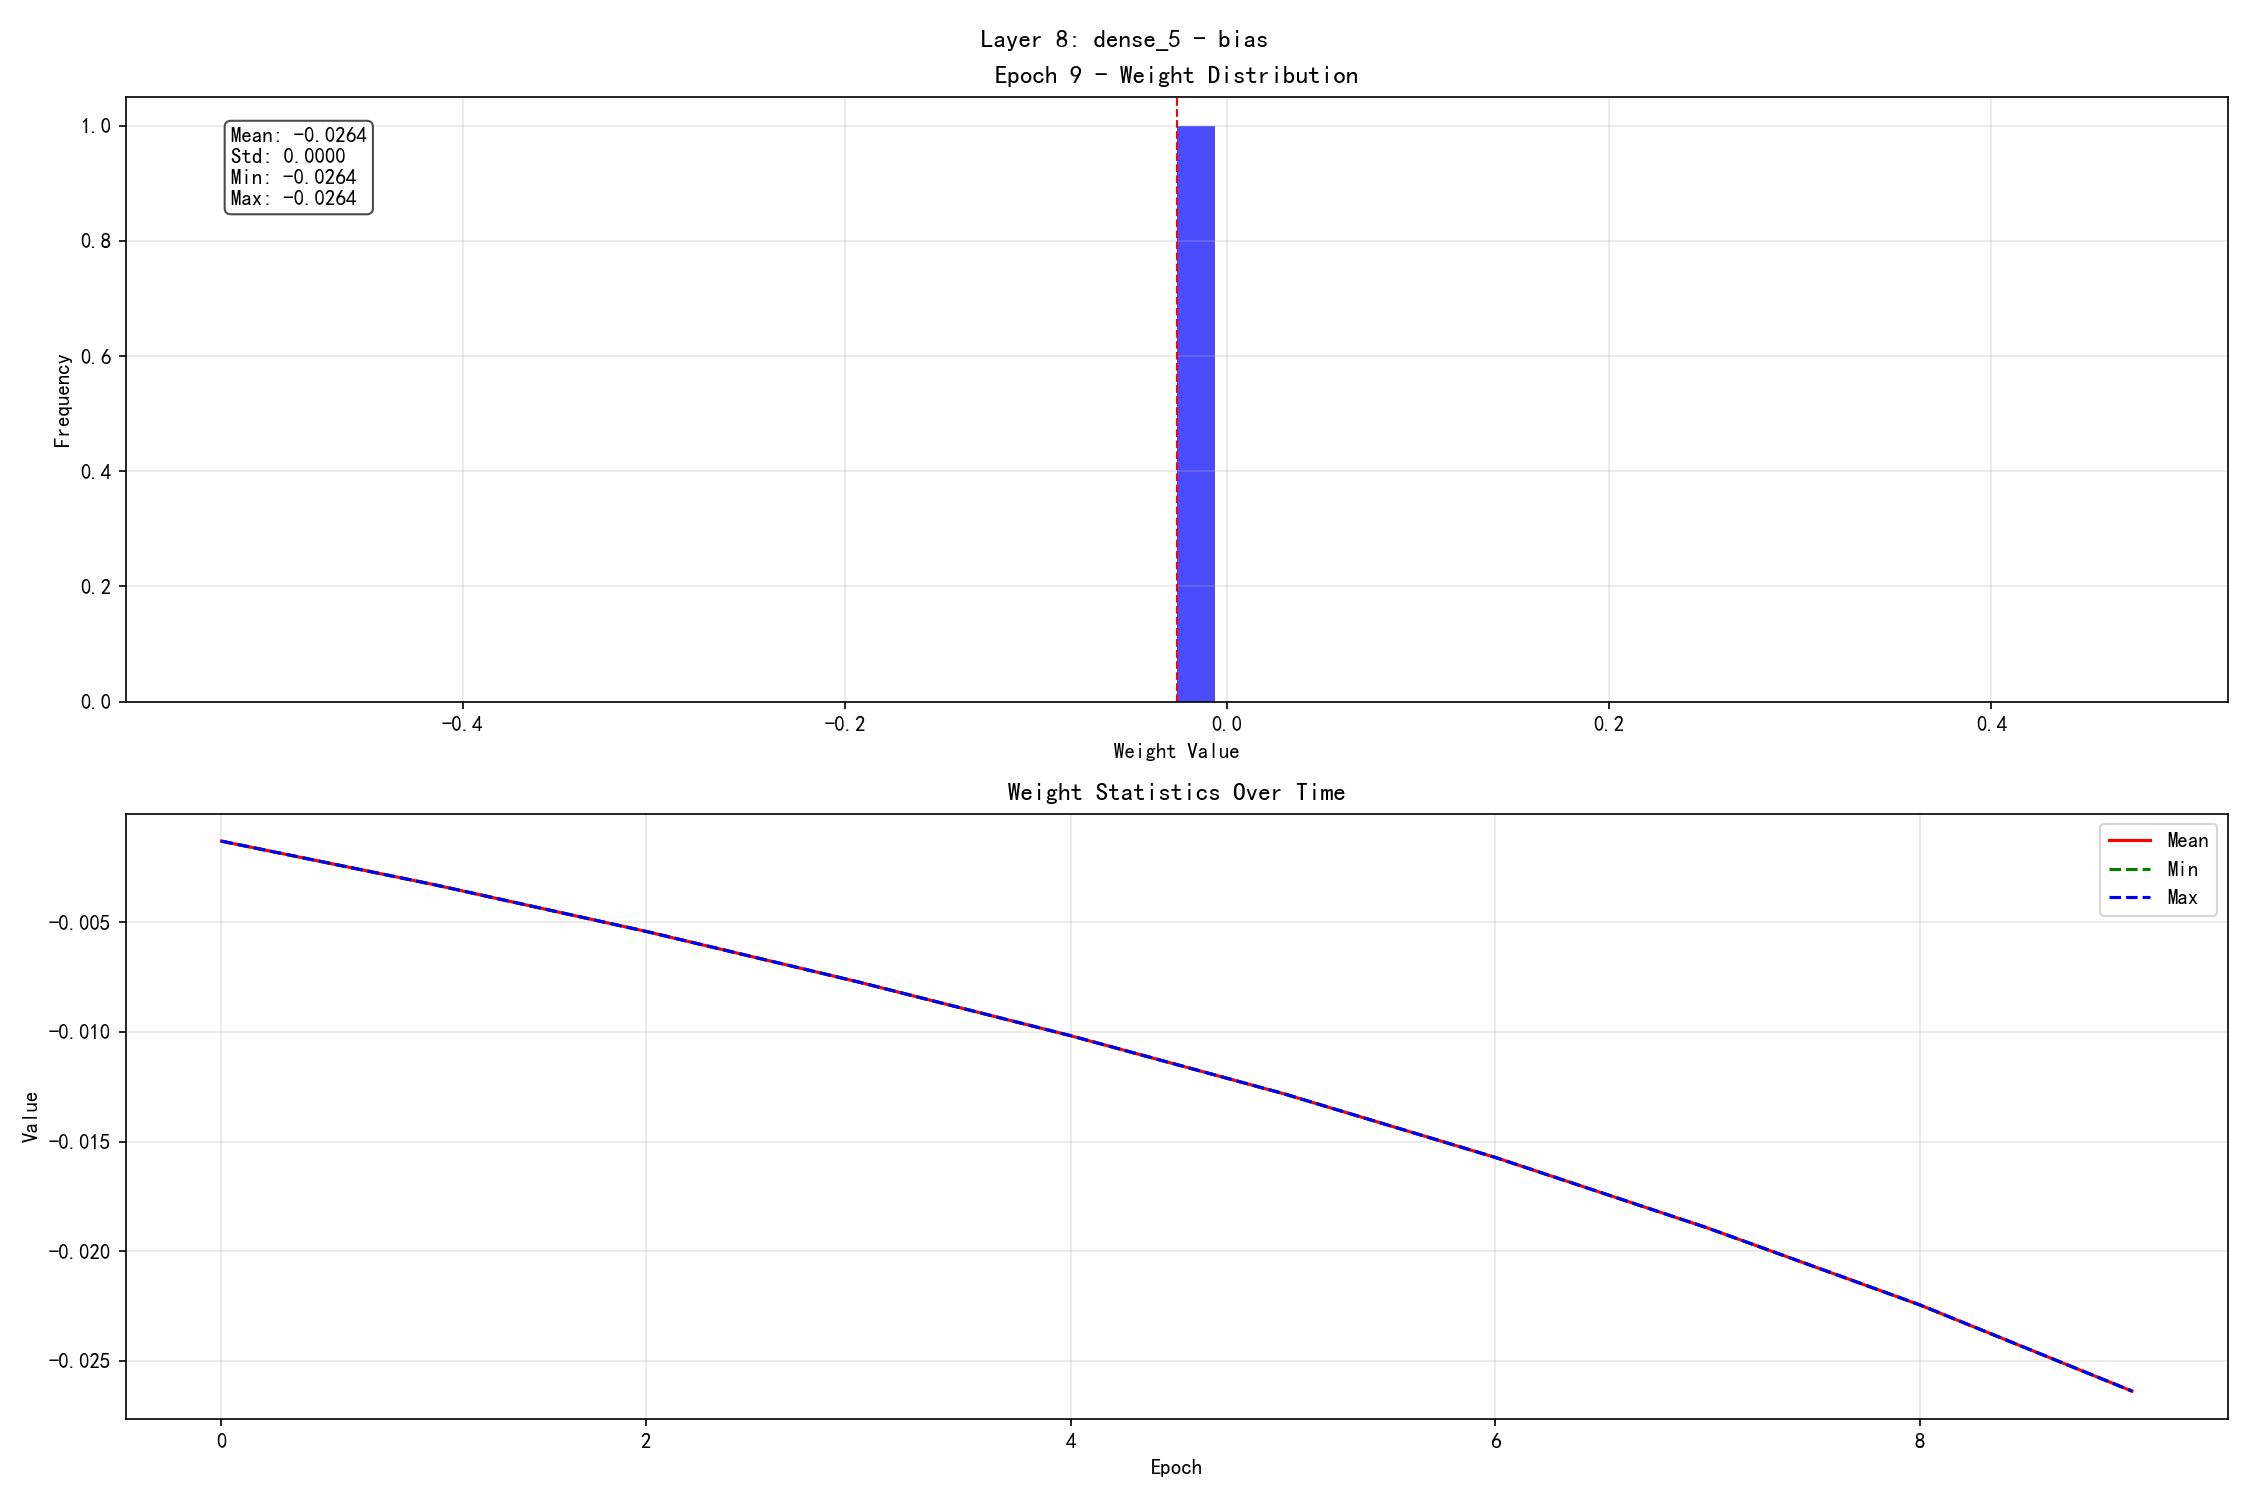 Layer 8: dense_5 - bias
Epoch 9 - Weight Distribution
Mean: -0.0264
Std: 0.0000
Min: -0.0264
Max: -0.0264
1.0
0.8
0.6
0.4
0.2
0.0
Frequency
-0.4 -0.2 0.0 0.2 0.4
Weight Value
Weight Statistics Over Time
Mean
Min
Max
-0.005
-0.010
-0.015
-0.020
-0.025
Value
0 2 4 6 8
Epoch